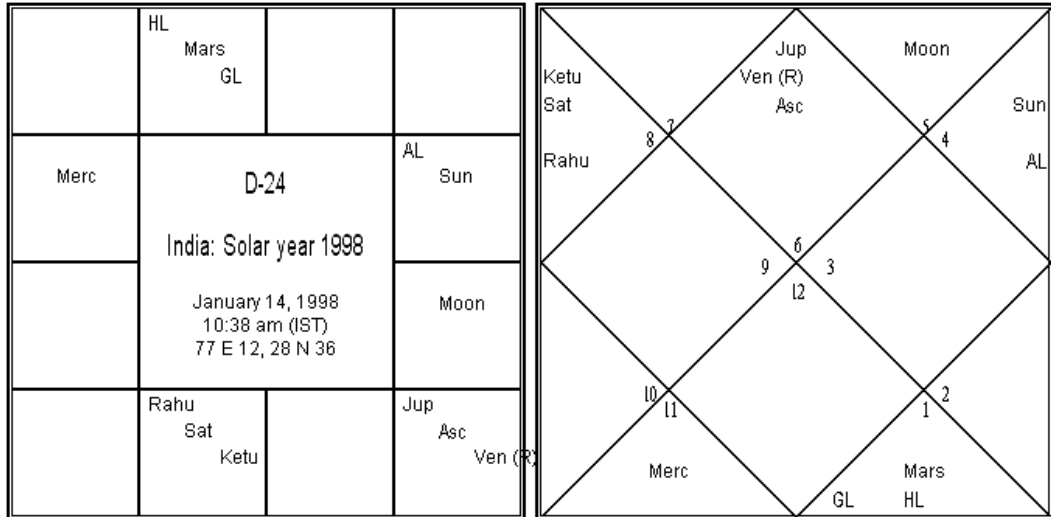 HL
Mars
GL
Merc
AL
Sun
D-24
India: Solar year 1998
January 14, 1998
10:38 am (IST)
77 E 12, 28 N 36
Moon
Rahu
Sat
Ketu
Jup
Asc
Ven (R)
Jup
Ven (R)
Asc
Moon
Ketu
Sat
Rahu
Sun
AL
7
8
5
4
6
9
3
12
10
11
2
1
Merc
Mars
GL
HL